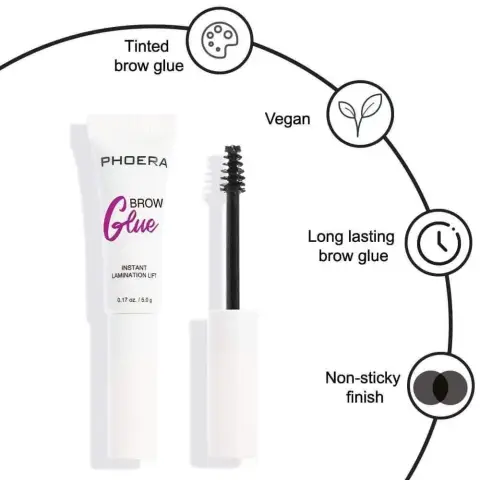 Tinted
brow glue
Vegan
PHOERA
BROW
Glue
INSTANT
LAMINATION LIFT
0.17 oz. / 5.0 g
Long lasting
brow glue
Non-sticky
finish